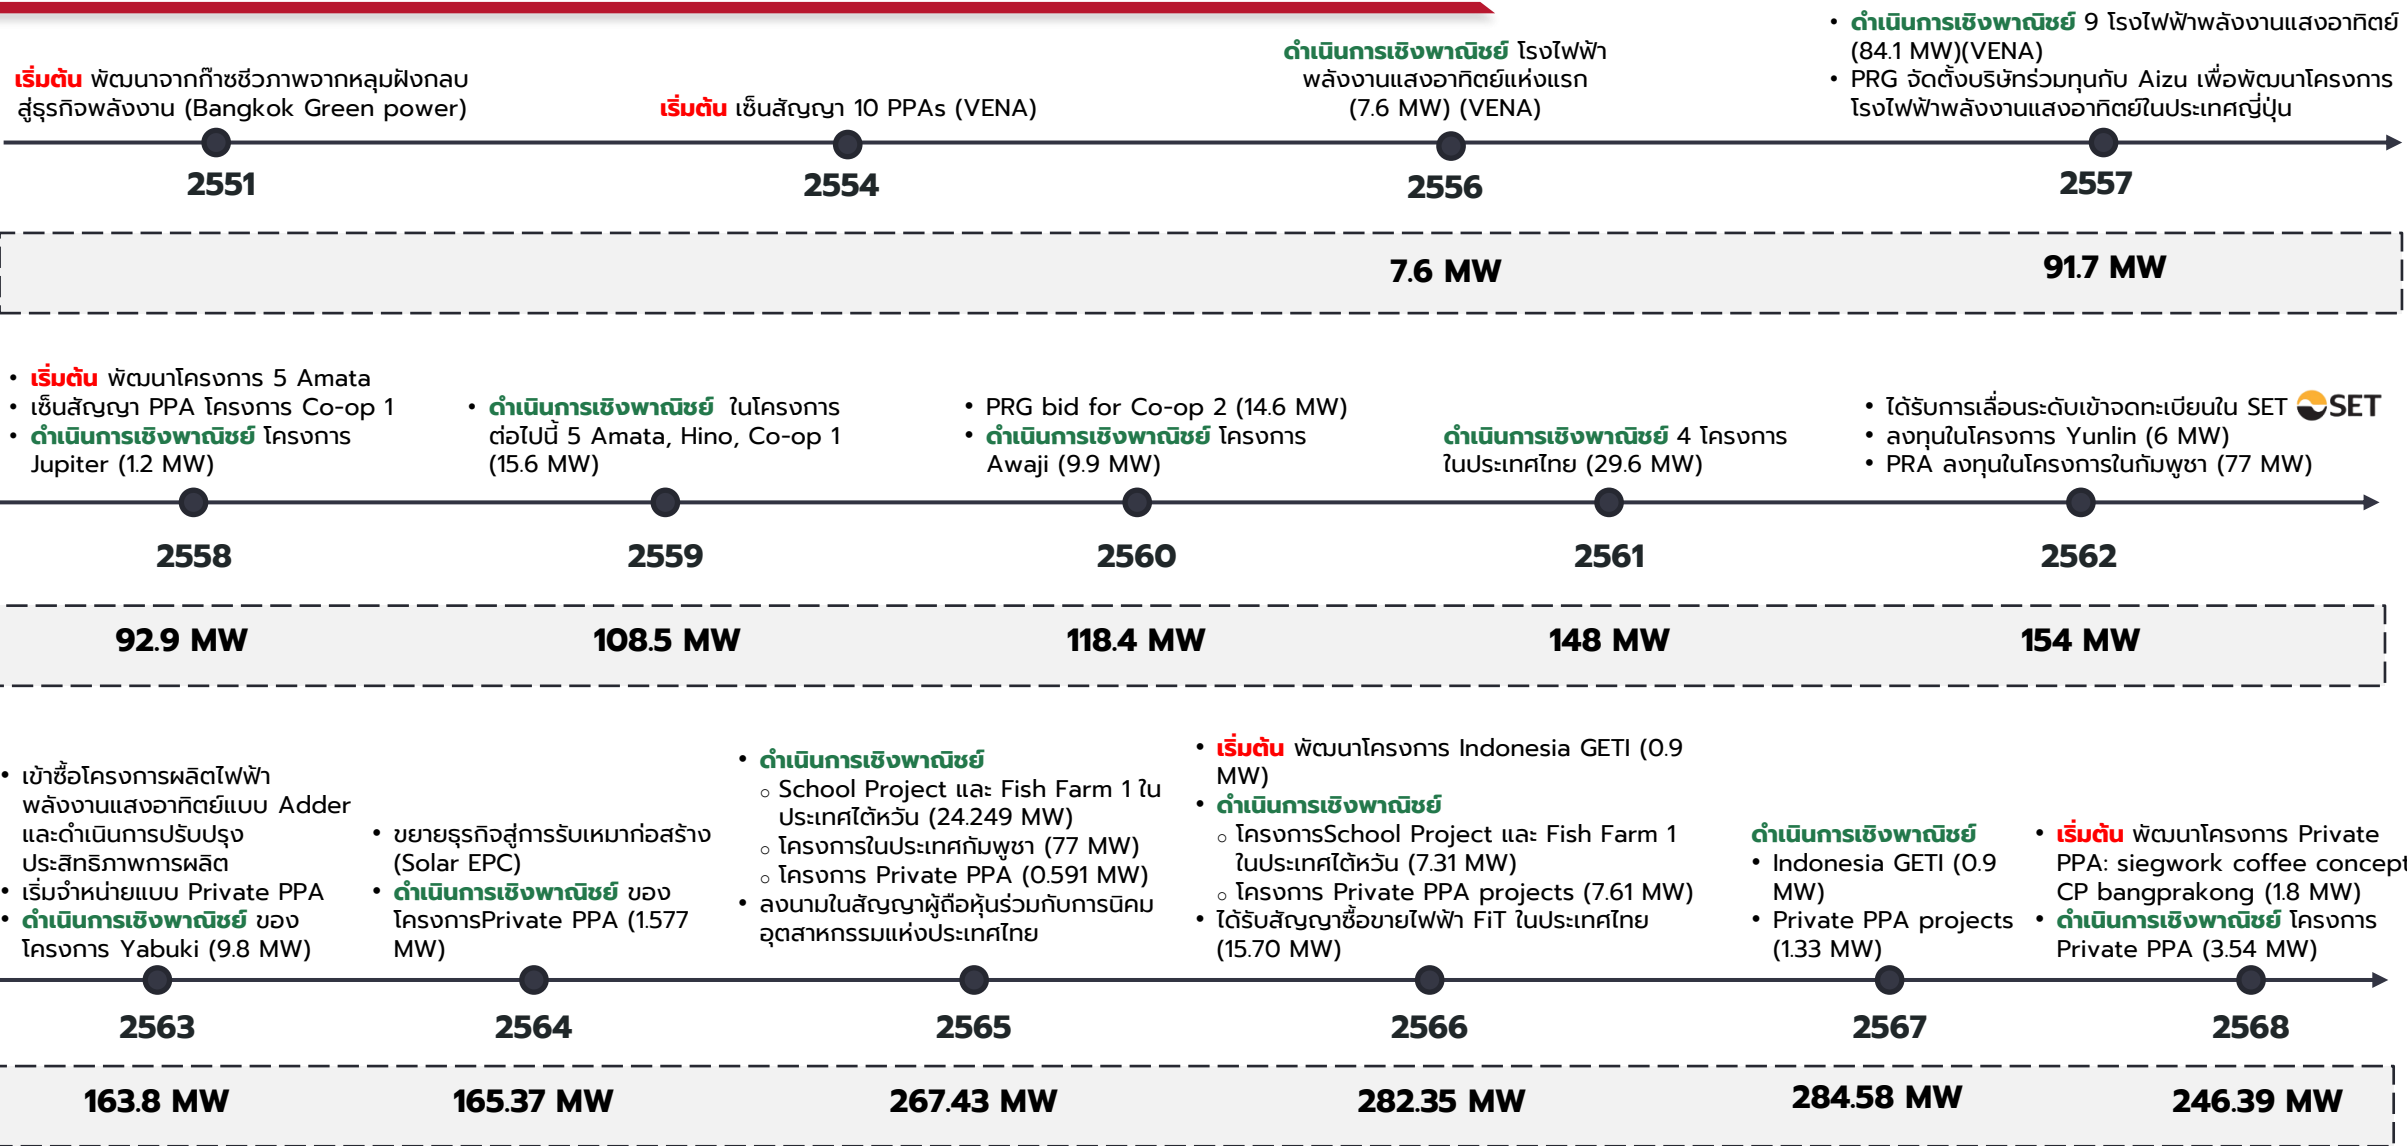 เริ่มต้น พัฒนาจากก๊าซชีวภาพจากหลุมฝังกลบ
สู่ธุรกิจพลังงาน (Bangkok Green power)
เริ่มต้น เซ็นสัญญา 10 PPAs (VENA)
ดำเนินการเชิงพาณิชย์ โรงไฟฟ้า
พลังงานแสงอาทิตย์แห่งแรก
(7.6 MW) (VENA)
• ดำเนินการเชิงพาณิชย์ 9 โรงไฟฟ้าพลังงานแสงอาทิตย์
(84.1 MW)(VENA)
• PRG จัดตั้งบริษัทร่วมทุนกับ Aizu เพื่อพัฒนาโครงการ
โรงไฟฟ้าพลังงานแสงอาทิตย์ในประเทศญี่ปุ่น
2551
2554
2556
2557
7.6 MW
91.7 MW
• เริ่มต้น พัฒนาโครงการ 5 Amata
• เซ็นสัญญา PPA โครงการ Co-op 1
• ดำเนินการเชิงพาณิชย์ โครงการ
Jupiter (1.2 MW)
• ดำเนินการเชิงพาณิชย์ ในโครงการ
ต่อไปนี้ 5 Amata, Hino, Co-op 1
(15.6 MW)
• PRG bid for Co-op 2 (14.6 MW)
• ดำเนินการเชิงพาณิชย์ โครงการ
Awaji (9.9 MW)
ดำเนินการเชิงพาณิชย์ 4 โครงการ
ในประเทศไทย (29.6 MW)
• ได้รับการเลื่อนระดับเข้าจดทะเบียนใน SET SET
• ลงทุนในโครงการ Yunlin (6 MW)
• PRA ลงทุนในโครงการในกัมพูชา (77 MW)
2558
2559
2560
2561
2562
92.9 MW
108.5 MW
118.4 MW
148 MW
154 MW
• เข้าซื้อโครงการผลิตไฟฟ้า
พลังงานแสงอาทิตย์แบบ Adder
และดำเนินการปรับปรุง
ประสิทธิภาพการผลิต
• เริ่มจำหน่ายแบบ Private PPA
• ดำเนินการเชิงพาณิชย์ ของ
โครงการ Yabuki (9.8 MW)
• ขยายธุรกิจสู่การรับเหมาก่อสร้าง
(Solar EPC)
• ดำเนินการเชิงพาณิชย์ ของ
โครงการPrivate PPA (1.577
MW)
• ดำเนินการเชิงพาณิชย์
○ School Project และ Fish Farm 1 ใน
ประเทศไต้หวัน (24.249 MW)
○ โครงการในประเทศกัมพูชา (77 MW)
○ โครงการ Private PPA (0.591 MW)
• ลงนามในสัญญาผู้ถือหุ้นร่วมกับการนิคม
อุตสาหกรรมแห่งประเทศไทย
• เริ่มต้น พัฒนาโครงการ Indonesia GETI (0.9
MW)
• ดำเนินการเชิงพาณิชย์
○ โครงการSchool Project และ Fish Farm 1
ในประเทศไต้หวัน (7.31 MW)
○ โครงการ Private PPA projects (7.61 MW)
• ได้รับสัญญาซื้อขายไฟฟ้า FiT ในประเทศไทย
(15.70 MW)
ดำเนินการเชิงพาณิชย์
• Indonesia GETI (0.9
MW)
• Private PPA projects
(1.33 MW)
• เริ่มต้น พัฒนาโครงการ Private
PPA: siegwork coffee concept
CP bangprakong (1.8 MW)
• ดำเนินการเชิงพาณิชย์ โครงการ
Private PPA (3.54 MW)
2563
2564
2565
2566
2567
2568
163.8 MW
165.37 MW
267.43 MW
282.35 MW
284.58 MW
246.39 MW